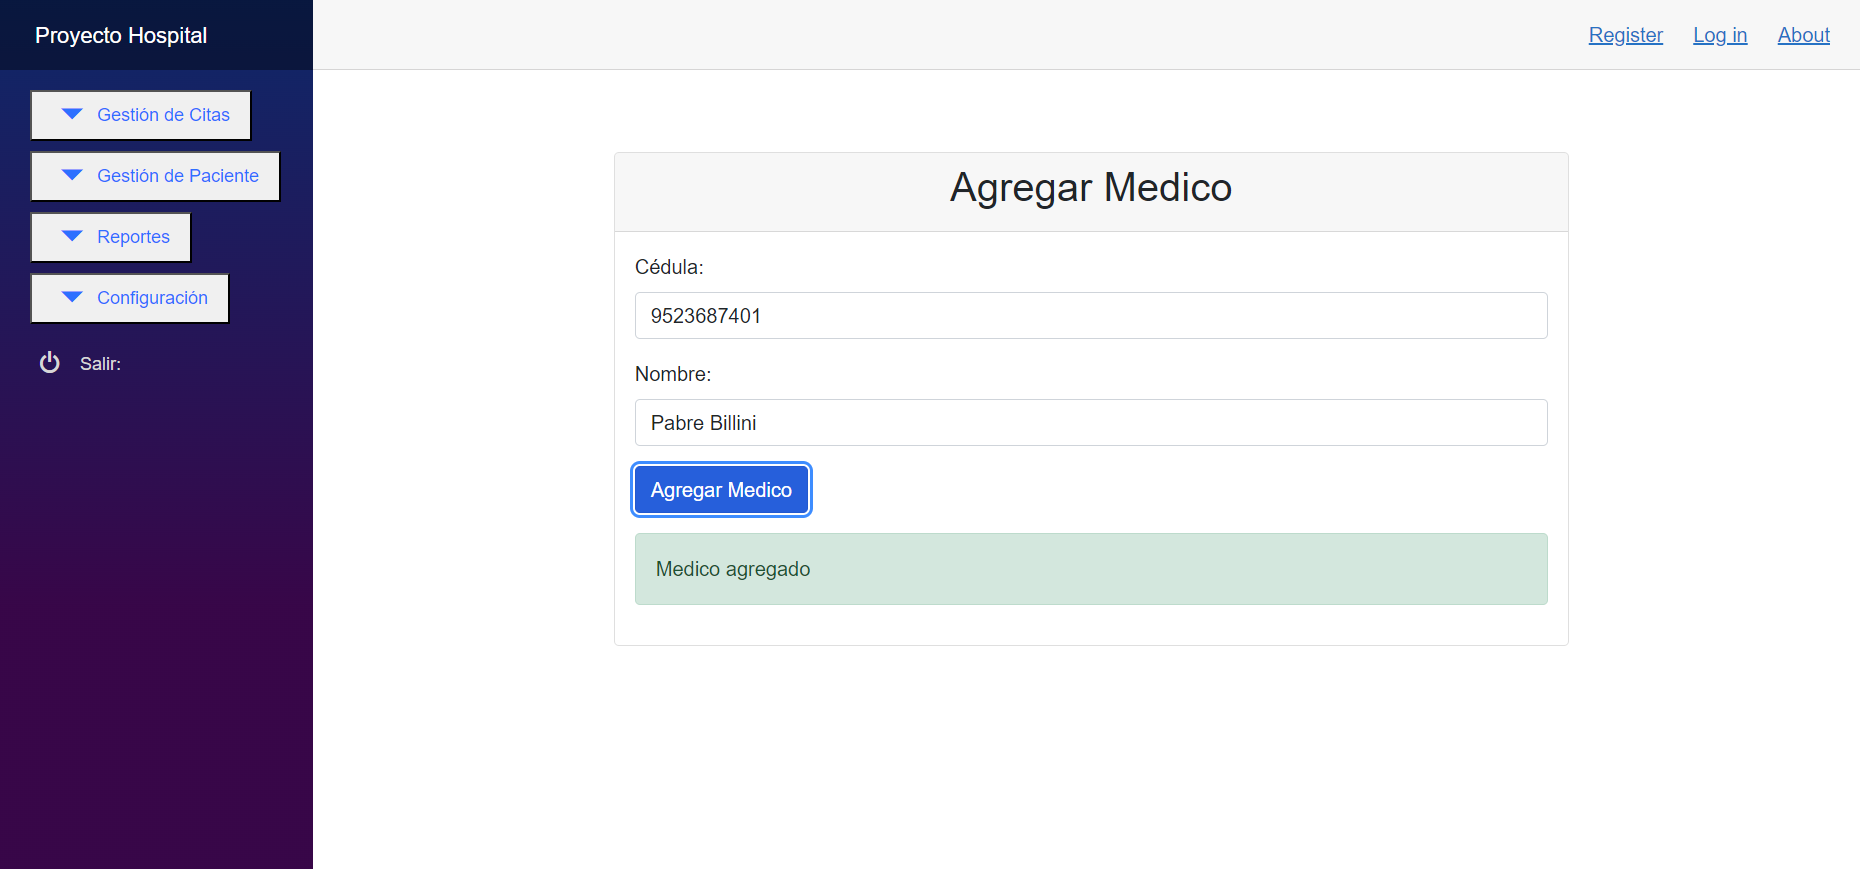 Proyecto Hospital
Register Log in About
Gestión de Citas
Gestión de Paciente
Reportes
Configuración
Salir:
Agregar Medico
Cédula:
9523687401
Nombre:
Pabre Billini
Agregar Medico
Medico agregado